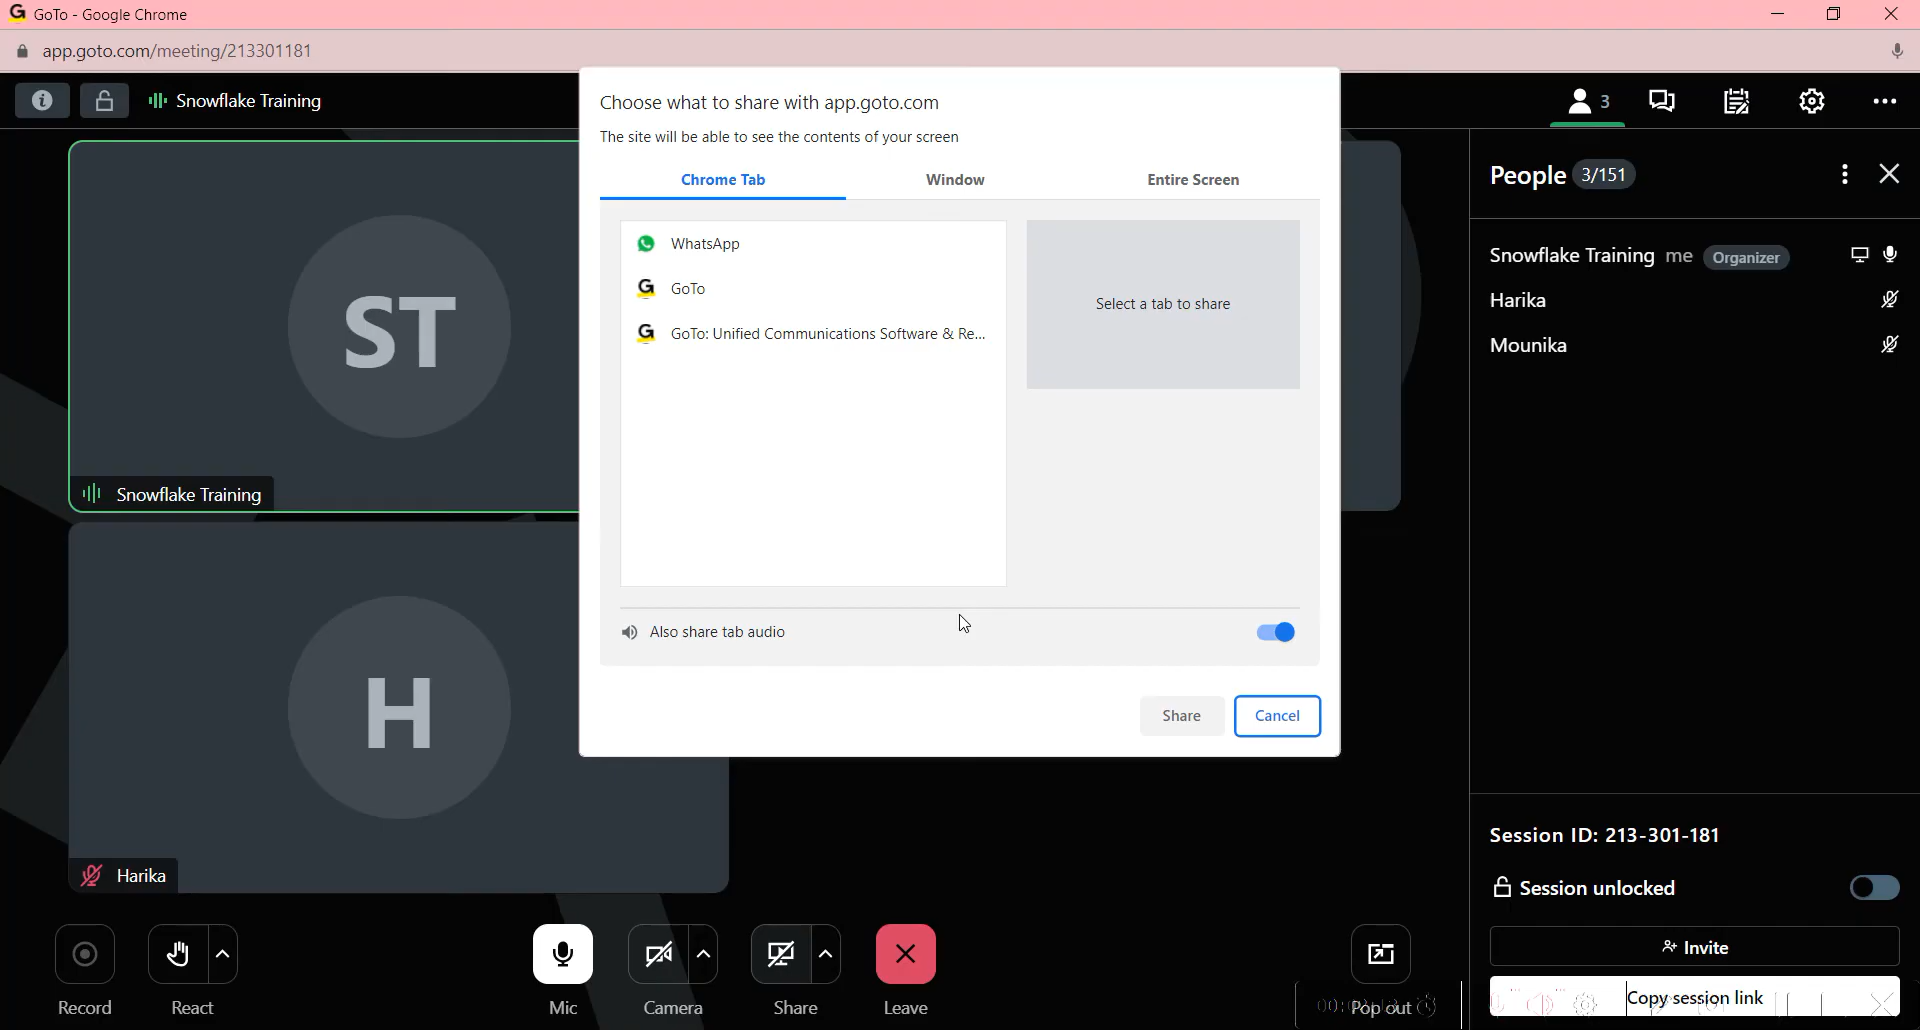 GoTo - Google Chrome
app.goto.com/meeting/213301181
Snowflake Training
3
Choose what to share with app.goto.com
The site will be able to see the contents of your screen
Chrome Tab
Window
Entire Screen
WhatsApp
GoTo
GoTo: Unified Communications Software & Re...
Select a tab to share
Also share tab audio
Share
Cancel
ST
Snowflake Training
H
Harika
People 3/151
Snowflake Training me Organizer
Harika
Mounika
Session ID: 213-301-181
Session unlocked
Invite
Copy session link
Record
React
Mic
Camera
Share
Leave
Pop out